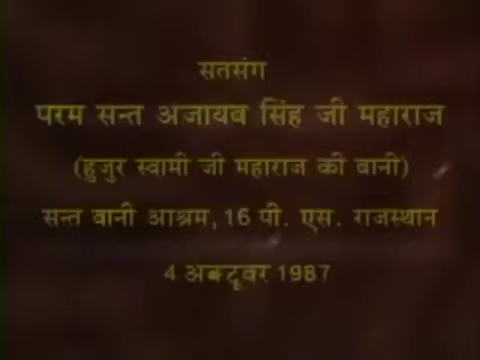 सतसंग
परम सन्त अजायब सिंह जी महाराज
(हुजुर स्वामी जी महाराज की बानी)
सन्त बानी आश्रम, 16 पी. एस. राजस्थान
4 अक्टूबर 1987